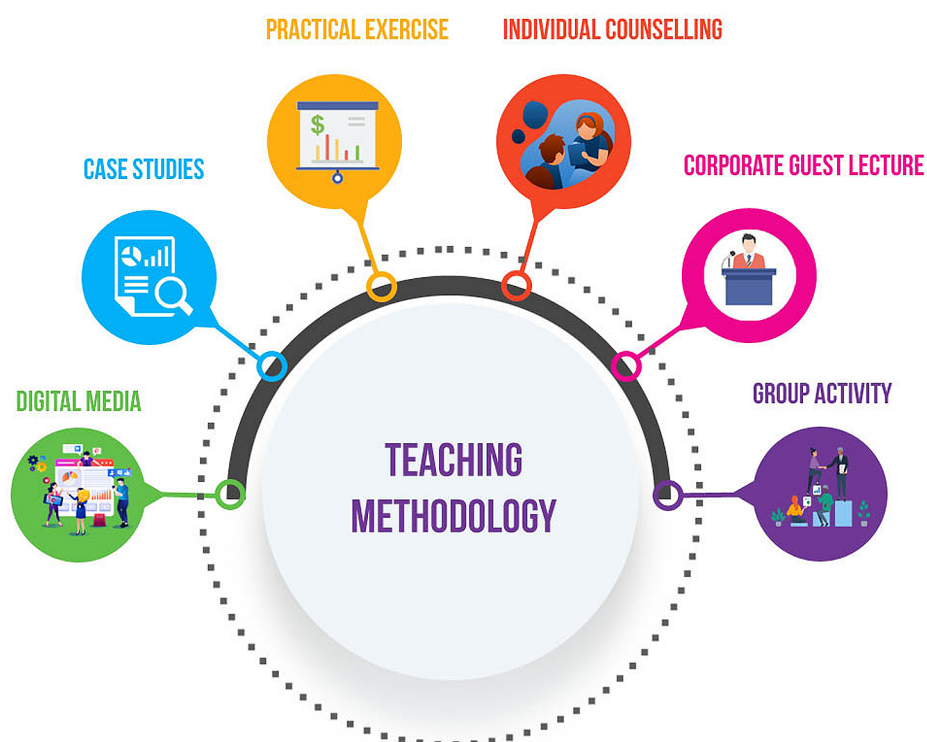 PRACTICAL EXERCISE
INDIVIDUAL COUNSELLING
CASE STUDIES
CORPORATE GUEST LECTURE
DIGITAL MEDIA
GROUP ACTIVITY
TEACHING
METHODOLOGY
$